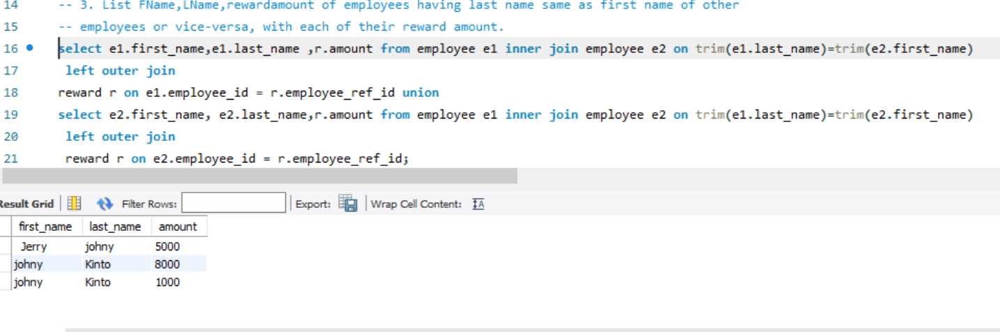 14 -- 3. List FName,LName,rewardamount of employees having last name same as first name of other
15 -- employees or vice-versa, with each of their reward amount.
16 select e1.first_name,e1.last_name ,r.amount from employee e1 inner join employee e2 on trim(e1.last_name)=trim(e2.first_name)
17 left outer join
18 reward r on e1.employee_id = r.employee_ref_id union
19 select e2.first_name, e2.last_name,r.amount from employee e1 inner join employee e2 on trim(e1.last_name)=trim(e2.first_name)
20 left outer join
21 reward r on e2.employee_id = r.employee_ref_id;
Result Grid Filter Rows: Export: Wrap Cell Content: IA
first_name last_name amount
Jerry johny 5000
johny Kinto 8000
johny Kinto 1000